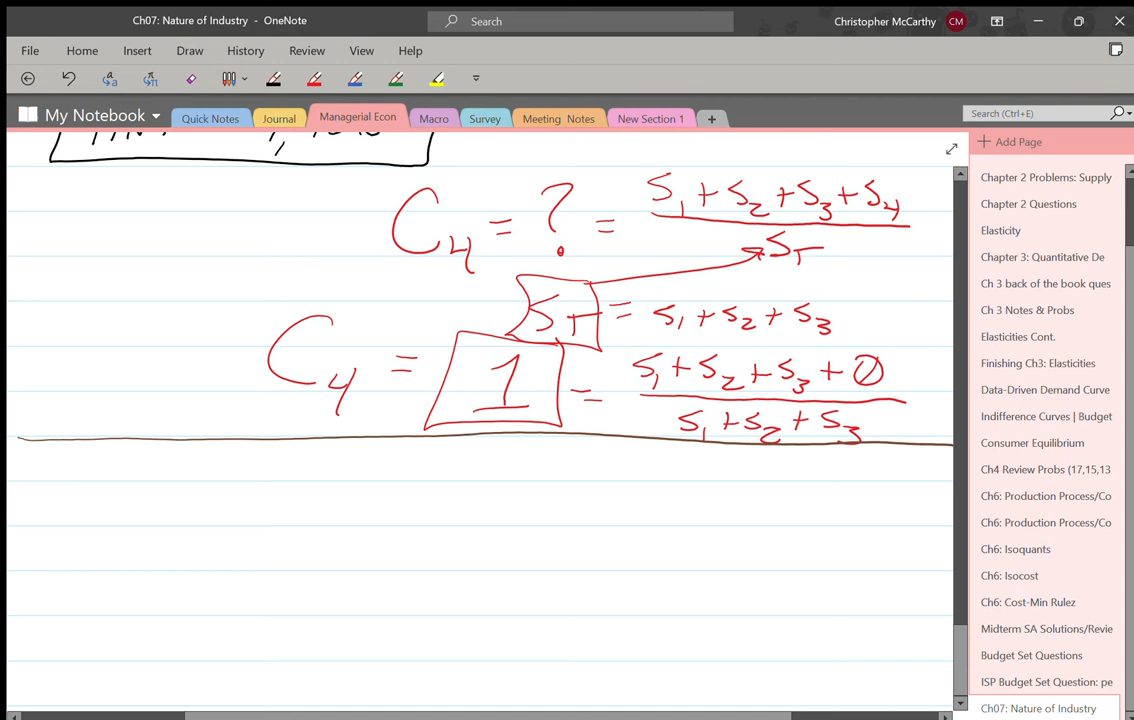 Ch07: Nature of Industry - OneNote
Search
Christopher McCarthy
CM
File Home Insert Draw History Review View Help
My Notebook
Quick Notes
Journal
Managerial Econ
Macro
Survey
Meeting Notes
New Section 1
Search (Ctrl+E)
Add Page
C4 = ? = S1 + S2 + S3 + S4
ST
ST = S1 + S2 + S3
C4 = 1 = S1 + S2 + S3 + 0
S1 + S2 + S3
Chapter 2 Problems: Supply
Chapter 2 Questions
Elasticity
Chapter 3: Quantitative De
Ch 3 back of the book ques
Ch 3 Notes & Probs
Elasticities Cont.
Finishing Ch3: Elasticities
Data-Driven Demand Curve
Indifference Curves | Budget
Consumer Equilibrium
Ch4 Review Probs (17,15,13
Ch6: Production Process/Co
Ch6: Production Process/Co
Ch6: Isoquants
Ch6: Isocost
Ch6: Cost-Min Rulez
Midterm SA Solutions/Revie
Budget Set Questions
ISP Budget Set Question: pe
Ch07: Nature of Industry